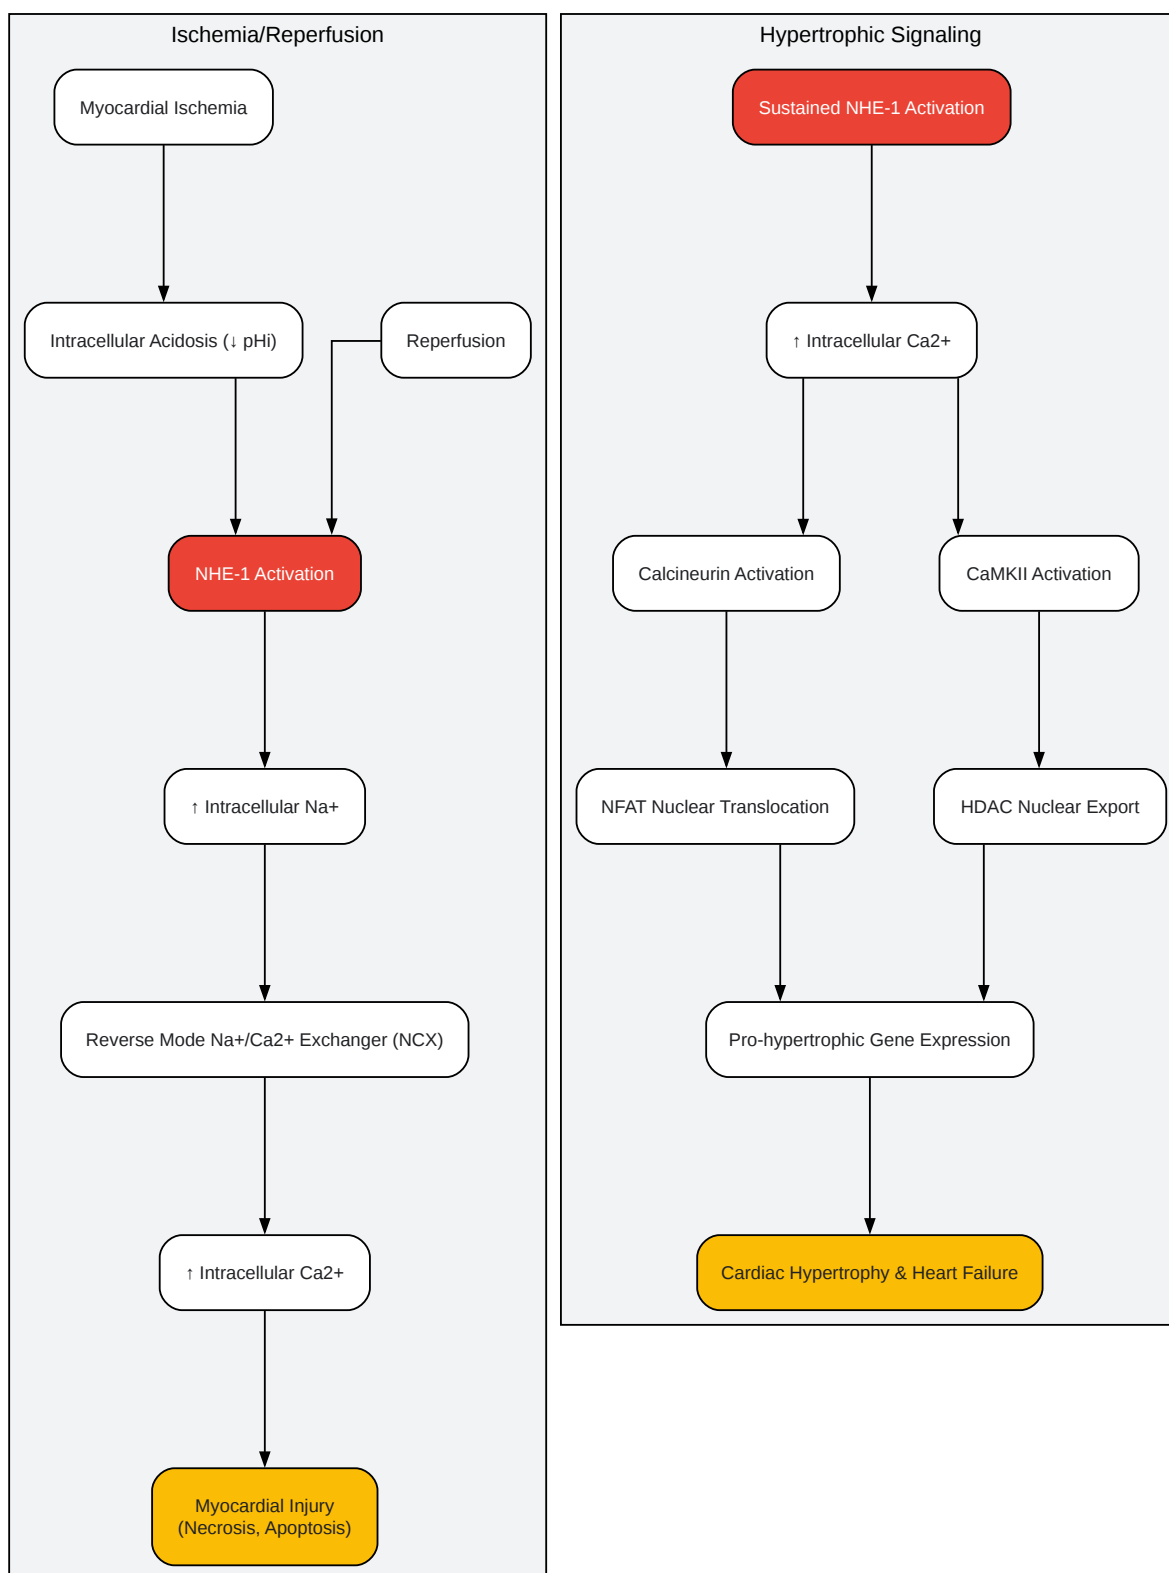 Ischemia/Reperfusion
Myocardial Ischemia
Intracellular Acidosis (↓ pHi)
Reperfusion
NHE-1 Activation
↑ Intracellular Na+
Reverse Mode Na+/Ca2+ Exchanger (NCX)
↑ Intracellular Ca2+
Myocardial Injury
(Necrosis, Apoptosis)
Hypertrophic Signaling
Sustained NHE-1 Activation
↑ Intracellular Ca2+
Calcineurin Activation
CaMKII Activation
NFAT Nuclear Translocation
HDAC Nuclear Export
Pro-hypertrophic Gene Expression
Cardiac Hypertrophy & Heart Failure